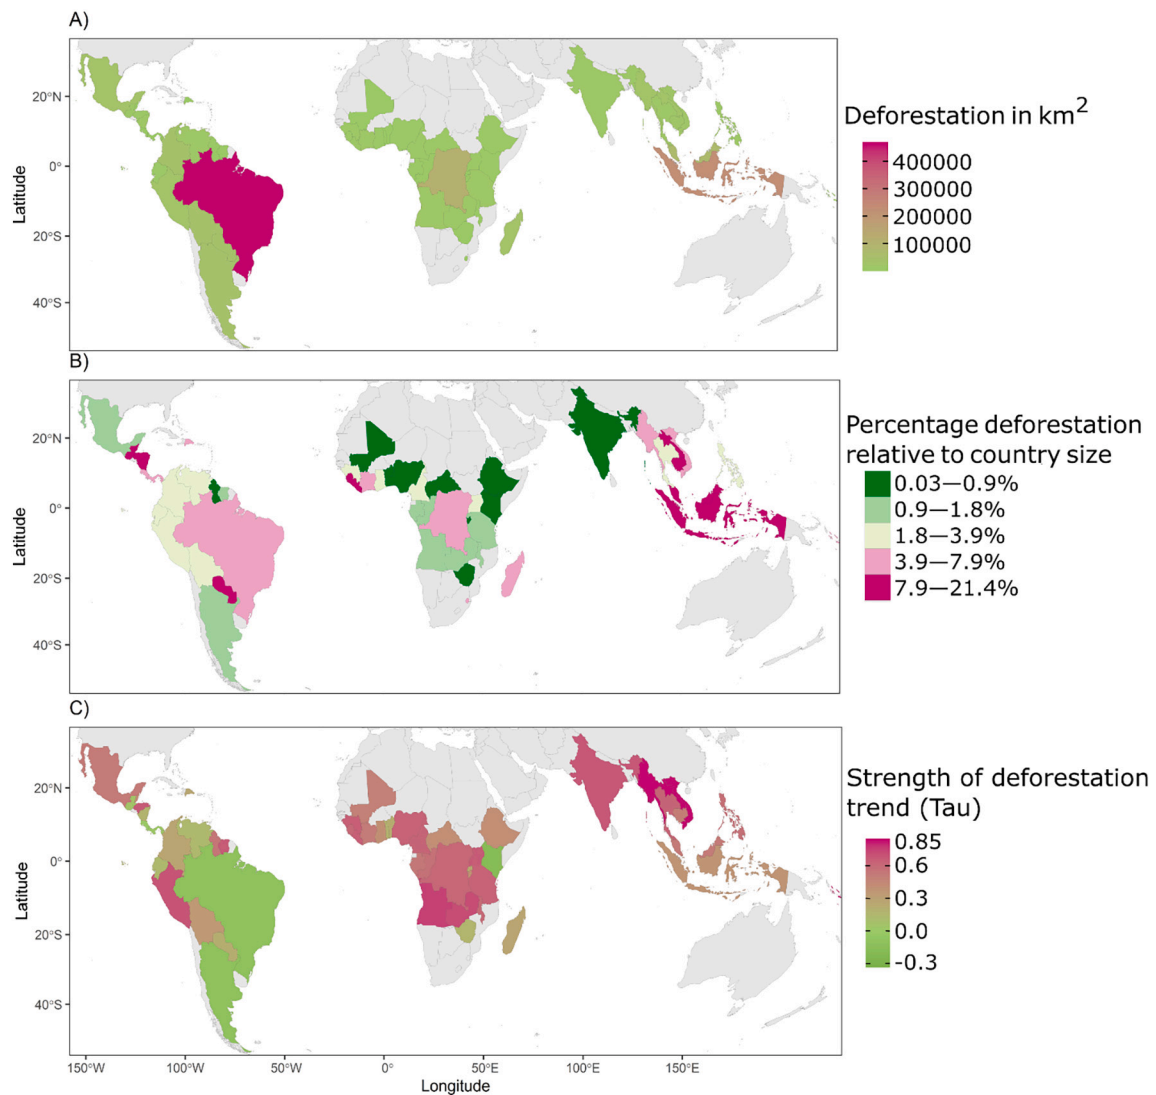 A)
20°N
0°
20°S
40°S
Latitude
Deforestation in km²
400000
300000
200000
100000
B)
20°N
0°
20°S
40°S
Latitude
Percentage deforestation
relative to country size
0.03—0.9%
0.9—1.8%
1.8—3.9%
3.9—7.9%
7.9—21.4%
C)
20°N
0°
20°S
40°S
Latitude
Strength of deforestation
trend (Tau)
0.85
0.6
0.3
0.0
-0.3
150°W 100°W 50°W 0° 50°E 100°E 150°E
Longitude